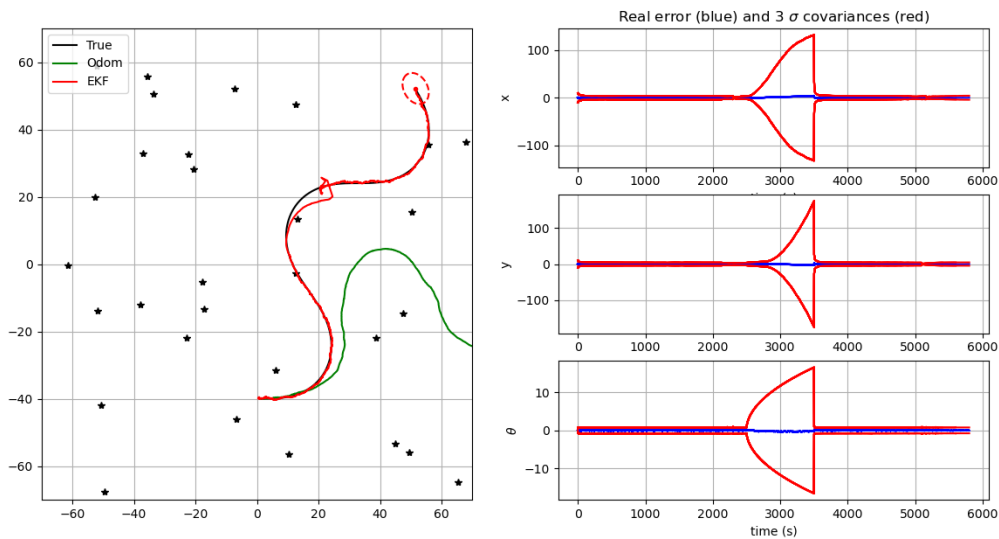 Real error (blue) and 3 σ covariances (red)
True
Odom
EKF
60
40
20
0
−20
−40
−60
−60 −40 −20 0 20 40 60
x
100
0
−100
0 1000 2000 3000 4000 5000 6000
time (s)
y
100
0
−100
0 1000 2000 3000 4000 5000 6000
θ
10
0
−10
0 1000 2000 3000 4000 5000 6000
time (s)